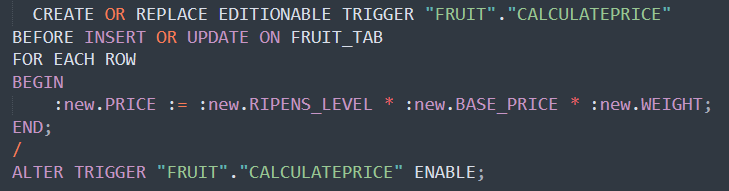 CREATE OR REPLACE EDITIONABLE TRIGGER "FRUIT"."CALCULATEPRICE"
BEFORE INSERT OR UPDATE ON FRUIT_TAB
FOR EACH ROW
BEGIN
:new.PRICE := :new.RIPENS_LEVEL * :new.BASE_PRICE * :new.WEIGHT;
END;
/
ALTER TRIGGER "FRUIT"."CALCULATEPRICE" ENABLE;